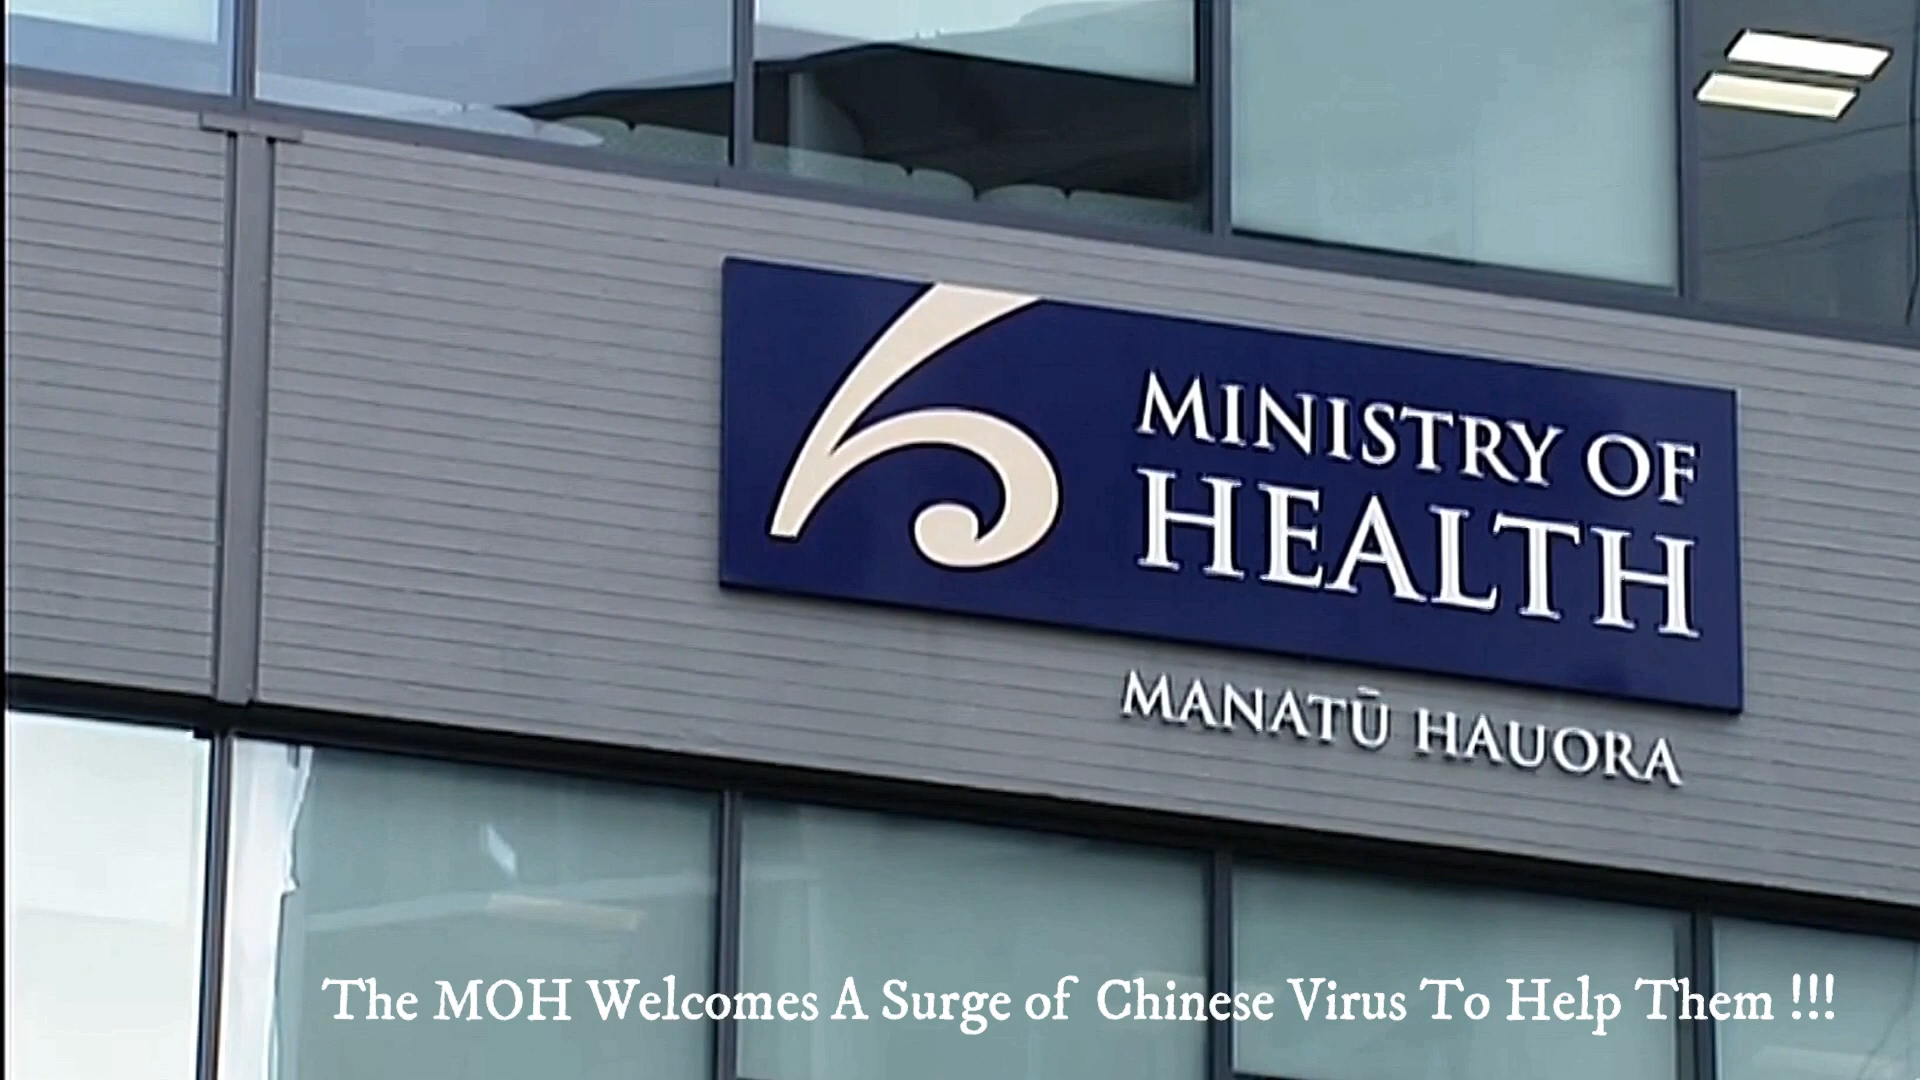 MINISTRY OF
HEALTH
MANATŪ HAUORA
The MOH Welcomes A Surge of Chinese Virus To Help Them !!!